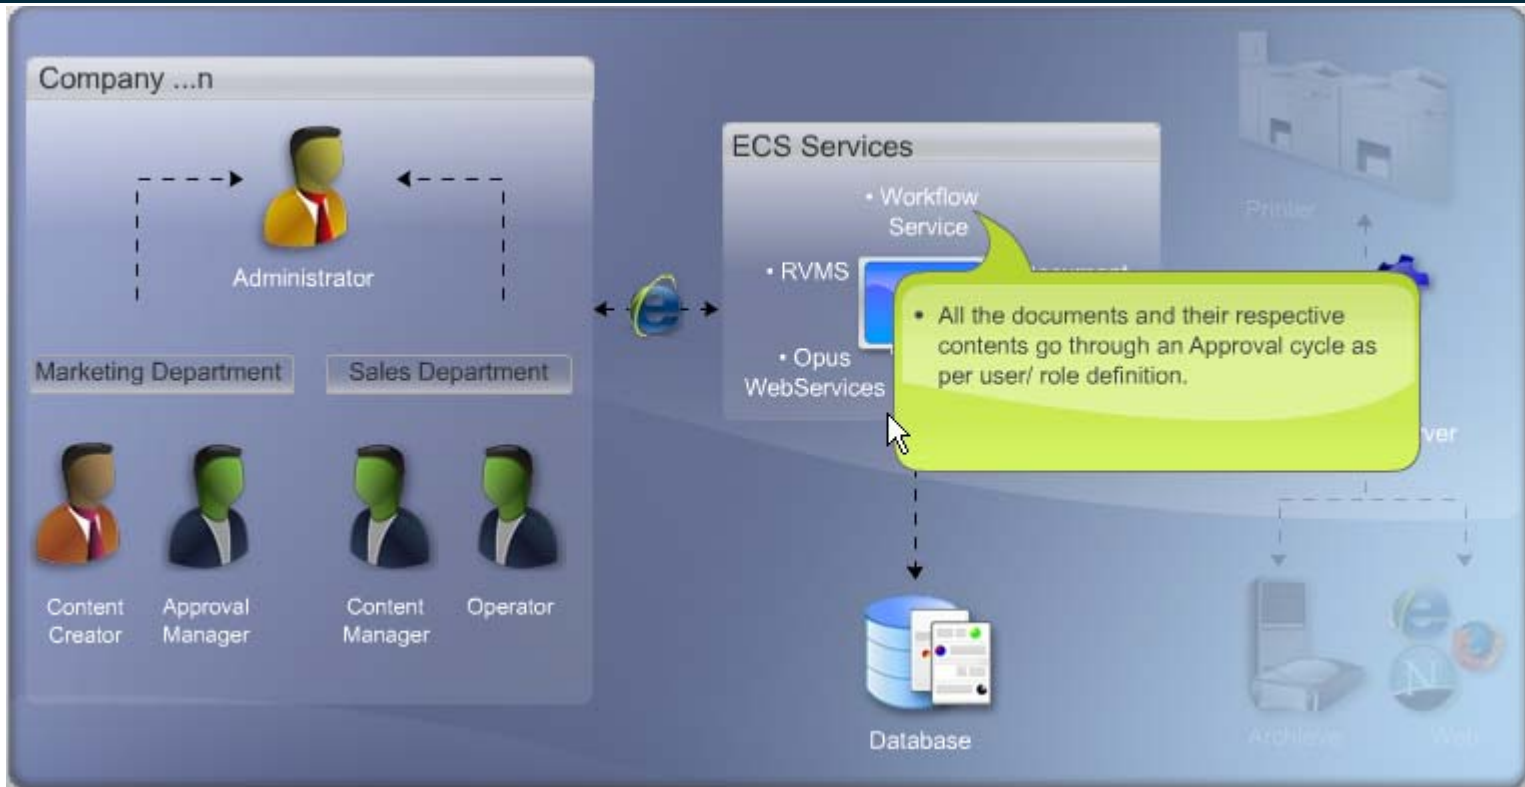 Company ...n
Administrator
Marketing Department
Sales Department
Content
Creator
Approval
Manager
Content
Manager
Operator
ECS Services
• Workflow
Service
• RVMS
• Opus
WebServices
• All the documents and their respective
contents go through an Approval cycle as
per user/ role definition.
Database
Printer
Archiever
Web